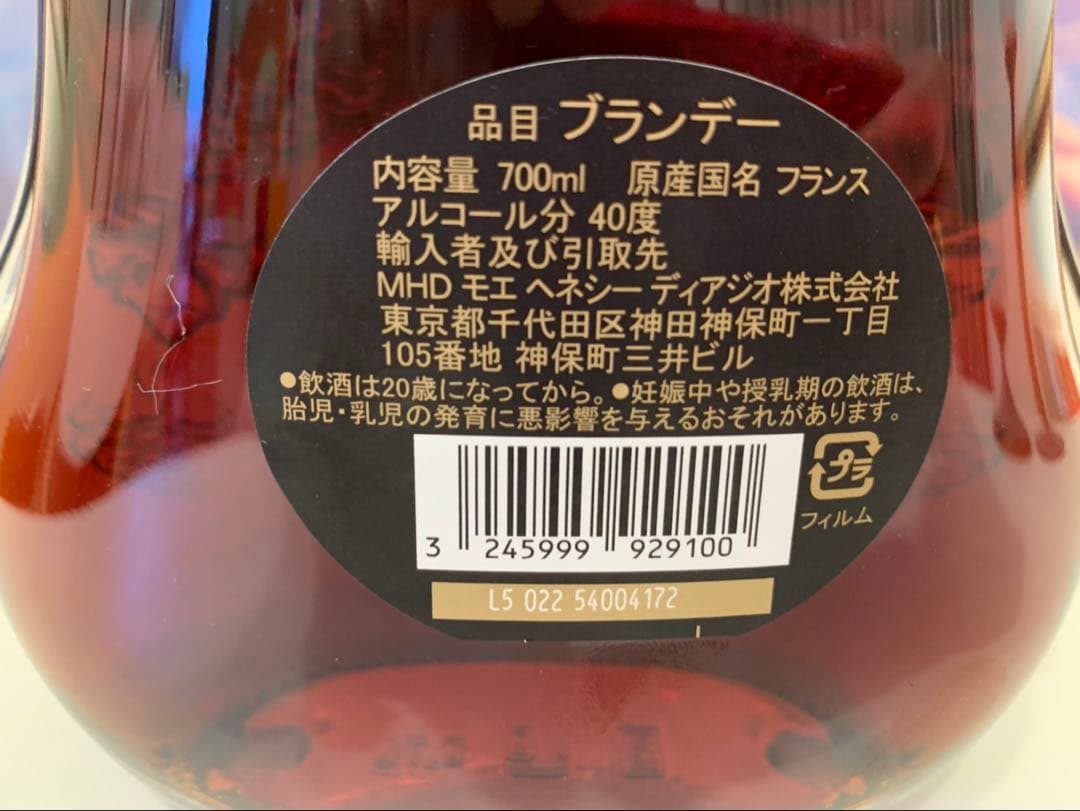 品目 ブランデー
内容量 700ml 原産国名 フランス
アルコール分 40度
輸入者及び引取先
MHD モエ ヘネシー ディアジオ株式会社
東京都千代田区神田神保町一丁目
105番地 神保町三井ビル
●飲酒は20歳になってから。●妊娠中や授乳期の飲酒は、
胎児・乳児の発育に悪影響を与えるおそれがあります。
プラ
フィルム
3 245999 929100
L5 022 54004172